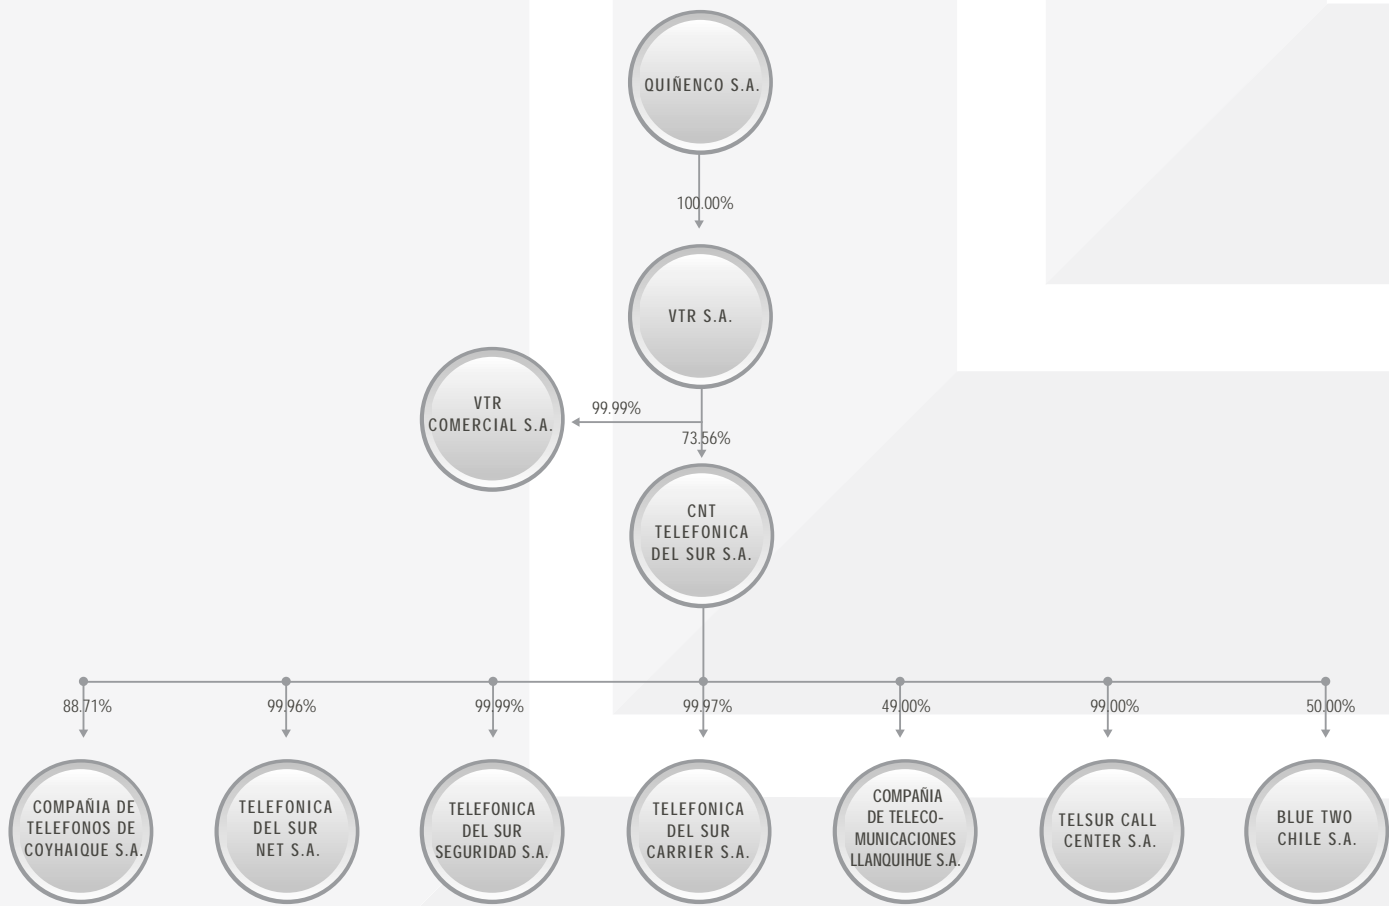 QUIÑENCO S.A.
100.00%
VTR S.A.
VTR
COMERCIAL S.A.
99.99%
73.56%
CNT
TELEFONICA
DEL SUR S.A.
88.71%
99.96%
99.99%
99.97%
49.00%
99.00%
50.00%
COMPAÑIA DE
TELEFONOS DE
COYHAIQUE S.A.
TELEFONICA
DEL SUR
NET S.A.
TELEFONICA
DEL SUR
SEGURIDAD S.A.
TELEFONICA
DEL SUR
CARRIER S.A.
COMPAÑIA
DE TELECO-
MUNICACIONES
LLANQUIHUE S.A.
TELSUR CALL
CENTER S.A.
BLUE TWO
CHILE S.A.